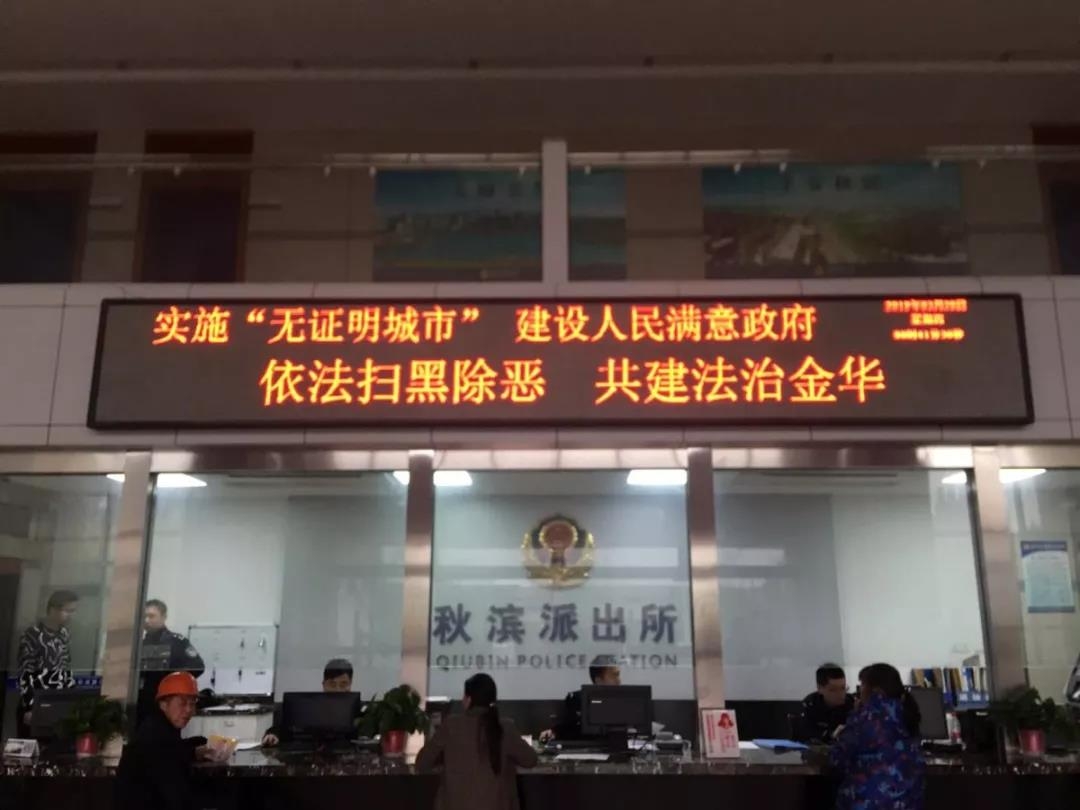 实施“无证明城市” 建设人民满意政府
依法扫黑除恶 共建法治金华
秋滨派出所
QIUBIN POLICE STATION